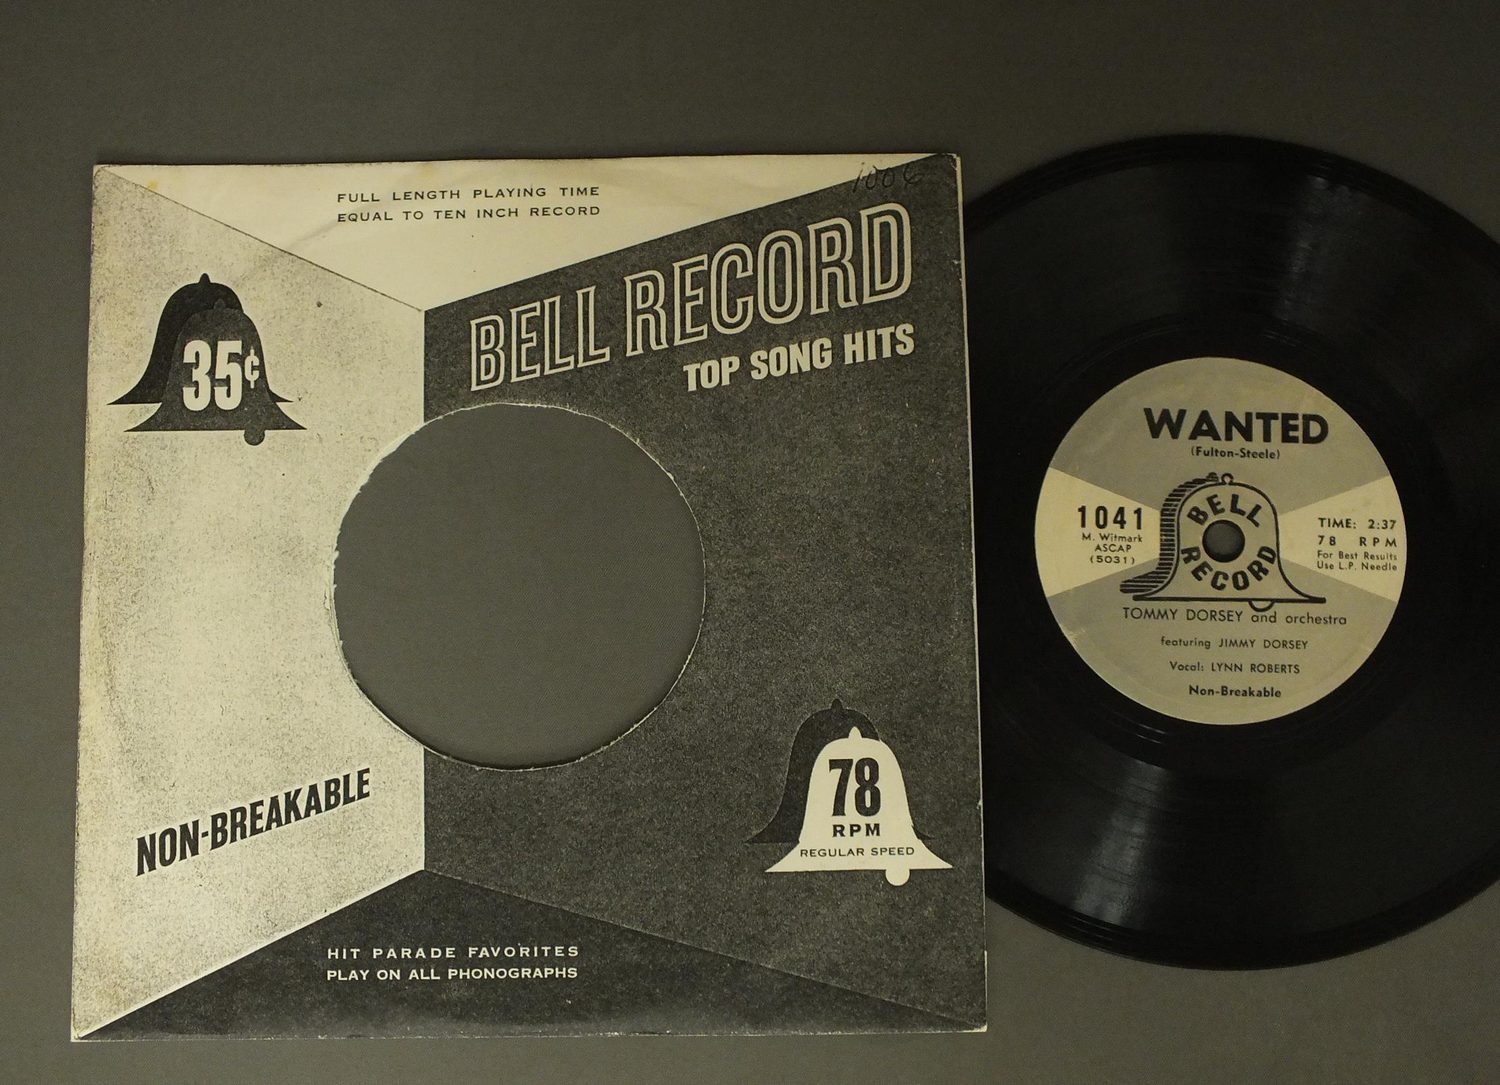 FULL LENGTH PLAYING TIME
EQUAL TO TEN INCH RECORD
1006
BELL RECORD
TOP SONG HITS
35¢
NON-BREAKABLE
78
RPM
REGULAR SPEED
HIT PARADE FAVORITES
PLAY ON ALL PHONOGRAPHS
WANTED
(Fulton-Steele)
BELL
RECORD
1041
M. Witmark
ASCAP
(5031)
TIME: 2:37
78 RPM
For Best Results
Use L.P. Needle
TOMMY DORSEY and orchestra
featuring JIMMY DORSEY
Vocal: LYNN ROBERTS
Non-Breakable